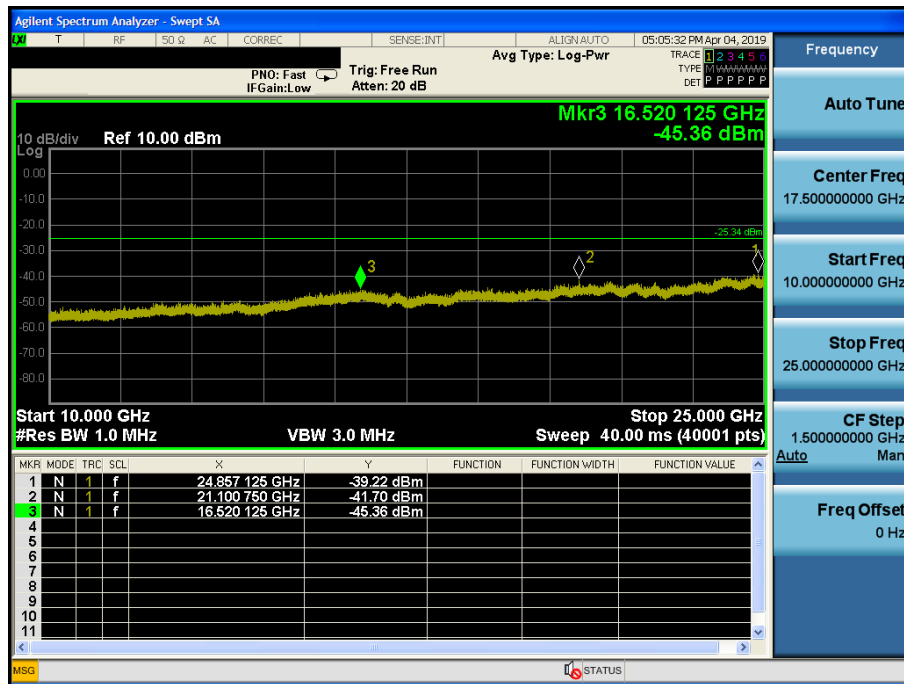 Agilent Spectrum Analyzer - Swept SA
LXI T RF 50 Ω AC CORREC SENSE:INT ALIGN AUTO 05:05:32 PM Apr 04, 2019
Avg Type: Log-Pwr TRACE 1 2 3 4 5 6
PNO: Fast Trig: Free Run TYPE M W W W W W
IFGain:Low Atten: 20 dB DET P P P P P P
Mkr3 16.520 125 GHz
-45.36 dBm
10 dB/div Ref 10.00 dBm
Log
0.00
-10.0
-20.0
-25.34 dBm
-30.0
1
2
3
-40.0
-50.0
-60.0
-70.0
-80.0
Start 10.000 GHz Stop 25.000 GHz
#Res BW 1.0 MHz VBW 3.0 MHz Sweep 40.00 ms (40001 pts)
MKR MODE TRC SCL X Y FUNCTION FUNCTION WIDTH FUNCTION VALUE
1 N 1 f 24.857 125 GHz -39.22 dBm
2 N 1 f 21.100 750 GHz -41.70 dBm
3 N 1 f 16.520 125 GHz -45.36 dBm
4
5
6
7
8
9
10
11
MSG STATUS
Frequency
Auto Tune
Center Freq
17.500000000 GHz
Start Freq
10.000000000 GHz
Stop Freq
25.000000000 GHz
CF Step
1.500000000 GHz
Auto Man
Freq Offset
0 Hz